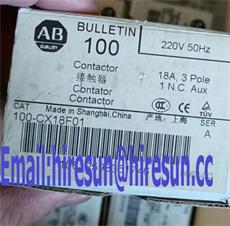 AB
QUALITY
BULLETIN
100
220V 50Hz
Contactor
接触器
Contator
Contactor
18A, 3 Pole
1 N.C. Aux
Made in Shanghai, China
产地：上海
SER
A
CAT
100-CX18F01
Email:hiresun@hiresun.cc